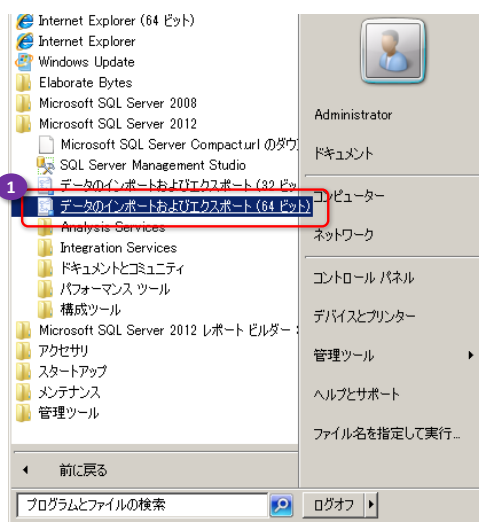 Internet Explorer (64 ビット)
Internet Explorer
Windows Update
Elaborate Bytes
Microsoft SQL Server 2008
Microsoft SQL Server 2012
Microsoft SQL Server Compact.url のダウ
SQL Server Management Studio
データのインポートおよびエクスポート (32 ビッ
1
データのインポートおよびエクスポート (64 ビット)
Analysis Services
Integration Services
ドキュメントとコミュニティ
パフォーマンス ツール
構成ツール
Microsoft SQL Server 2012 レポート ビルダー
アクセサリ
スタートアップ
メンテナンス
管理ツール
前に戻る
プログラムとファイルの検索
Administrator
ドキュメント
コンピューター
ネットワーク
コントロール パネル
デバイスとプリンター
管理ツール
ヘルプとサポート
ファイル名を指定して実行...
ログオフ